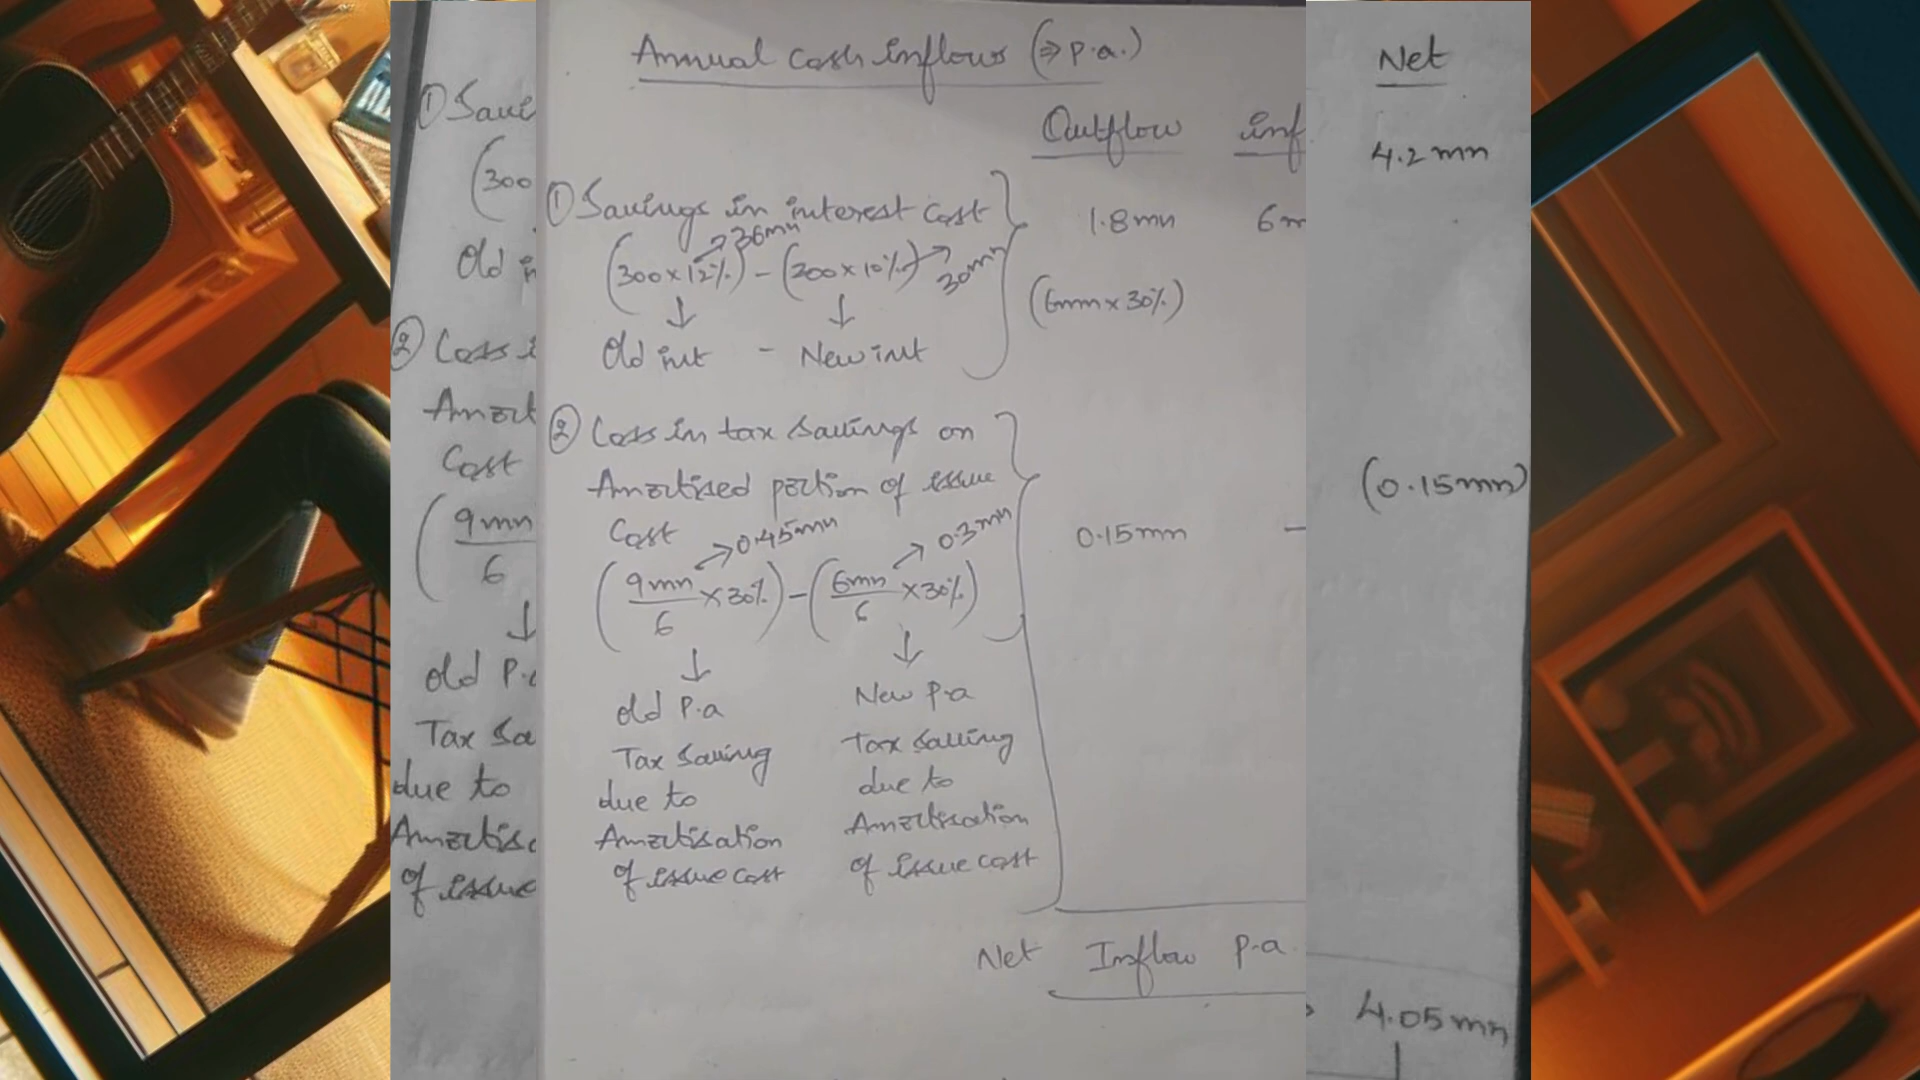 Annual Cash inflows (⇒ p.a.)
Outflow inf
Net
① Savings in interest cost
1.8mn 6m
4.2mn
→36mn
(300×12%) - (300×10%) → 30mn
(6mn×30%)
↓ ↓
Old int - New int
② Loss in tax savings on
Amortised portion of issue
Cost
→0.45mn → 0.3mn
0.15mn -
(0.15mn)
(9mn/6 ×30%) - (6mn/6 ×30%)
↓ ↓
Old P.a New P.a
Tax Saving Tax Saving
due to due to
Amortisation Amortisation
of issue cost of issue cost
Net Inflow p.a.
4.05mn
① Savi
(300
Old
② Loss
Amort
Cost
(9mn/6
↓
Old P.
Tax Sa
due to
Amortis
of issue